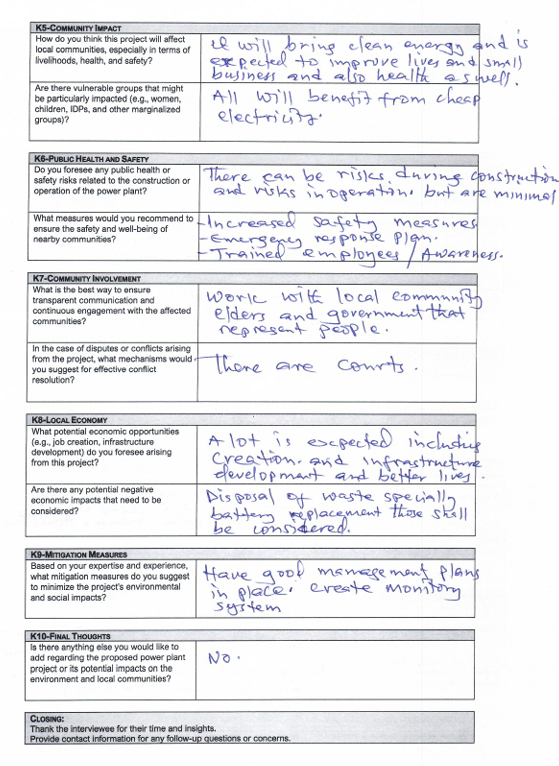 K5-COMMUNITY IMPACT
How do you think this project will affect
local communities, especially in terms of
livelihoods, health, and safety?
it will bring clean energy and is
expected to improve lives and small
business and also health as well.
Are there vulnerable groups that might
be particularly impacted (e.g., women,
children, IDPs, and other marginalized
groups)?
All will benefit from cheap
electricity.
K6-PUBLIC HEALTH AND SAFETY
Do you foresee any public health or
safety risks related to the construction or
operation of the power plant?
There can be risks during construction
and risks in operation. but are minimal
What measures would you recommend to
ensure the safety and well-being of
nearby communities?
-Increased safety measures
-Emergency response plan.
-Trained employees / Awareness.
K7-COMMUNITY INVOLVEMENT
What is the best way to ensure
transparent communication and
continuous engagement with the affected
communities?
Work with local community
elders and government that
represent people.
In the case of disputes or conflicts arising
from the project, what mechanisms would
you suggest for effective conflict
resolution?
There are courts.
K8-LOCAL ECONOMY
What potential economic opportunities
(e.g., job creation, infrastructure
development) do you foresee arising
from this project?
A lot is expected including
creation. and infrastructure
development and better lives.
Are there any potential negative
economic impacts that need to be
considered?
Disposal of waste specially
battery replacement those shall
be considered.
K9-MITIGATION MEASURES
Based on your expertise and experience,
what mitigation measures do you suggest
to minimize the project's environmental
and social impacts?
Have good management plans
in place. create monitory
system
K10-FINAL THOUGHTS
Is there anything else you would like to
add regarding the proposed power plant
project or its potential impacts on the
environment and local communities?
No.
CLOSING:
Thank the interviewee for their time and insights.
Provide contact information for any follow-up questions or concerns.